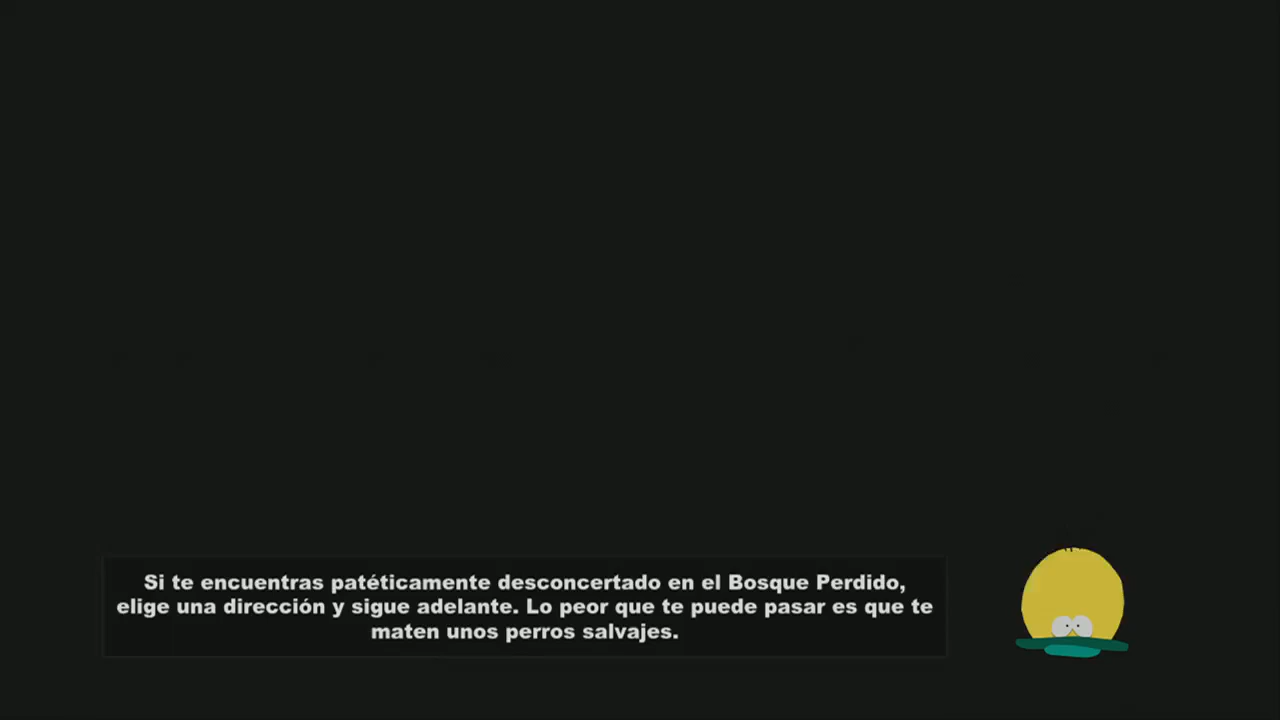 Si te encuentras patéticamente desconcertado en el Bosque Perdido,
elige una dirección y sigue adelante. Lo peor que te puede pasar es que te
maten unos perros salvajes.